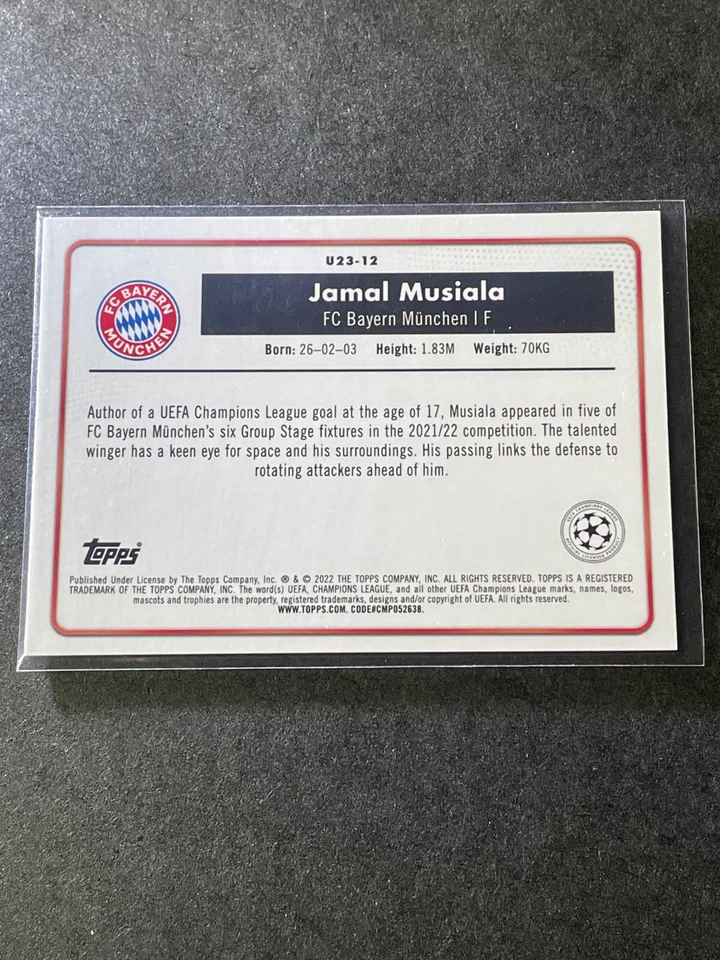 U23-12
FC BAYERN
MÜNCHEN
Jamal Musiala
FC Bayern München | F
Born: 26-02-03 Height: 1.83M Weight: 70KG
Author of a UEFA Champions League goal at the age of 17, Musiala appeared in five of
FC Bayern München's six Group Stage fixtures in the 2021/22 competition. The talented
winger has a keen eye for space and his surroundings. His passing links the defense to
rotating attackers ahead of him.
UEFA CHAMPIONS LEAGUE
OFFICIAL LICENSED PRODUCT
Topps®
Published Under License by The Topps Company, Inc. ® & © 2022 THE TOPPS COMPANY, INC. ALL RIGHTS RESERVED. TOPPS IS A REGISTERED
TRADEMARK OF THE TOPPS COMPANY, INC. The word(s) UEFA, CHAMPIONS LEAGUE, and all other UEFA Champions League marks, names, logos,
mascots and trophies are the property, registered trademarks, designs and/or copyright of UEFA. All rights reserved.
WWW.TOPPS.COM. CODE#CMP052638.